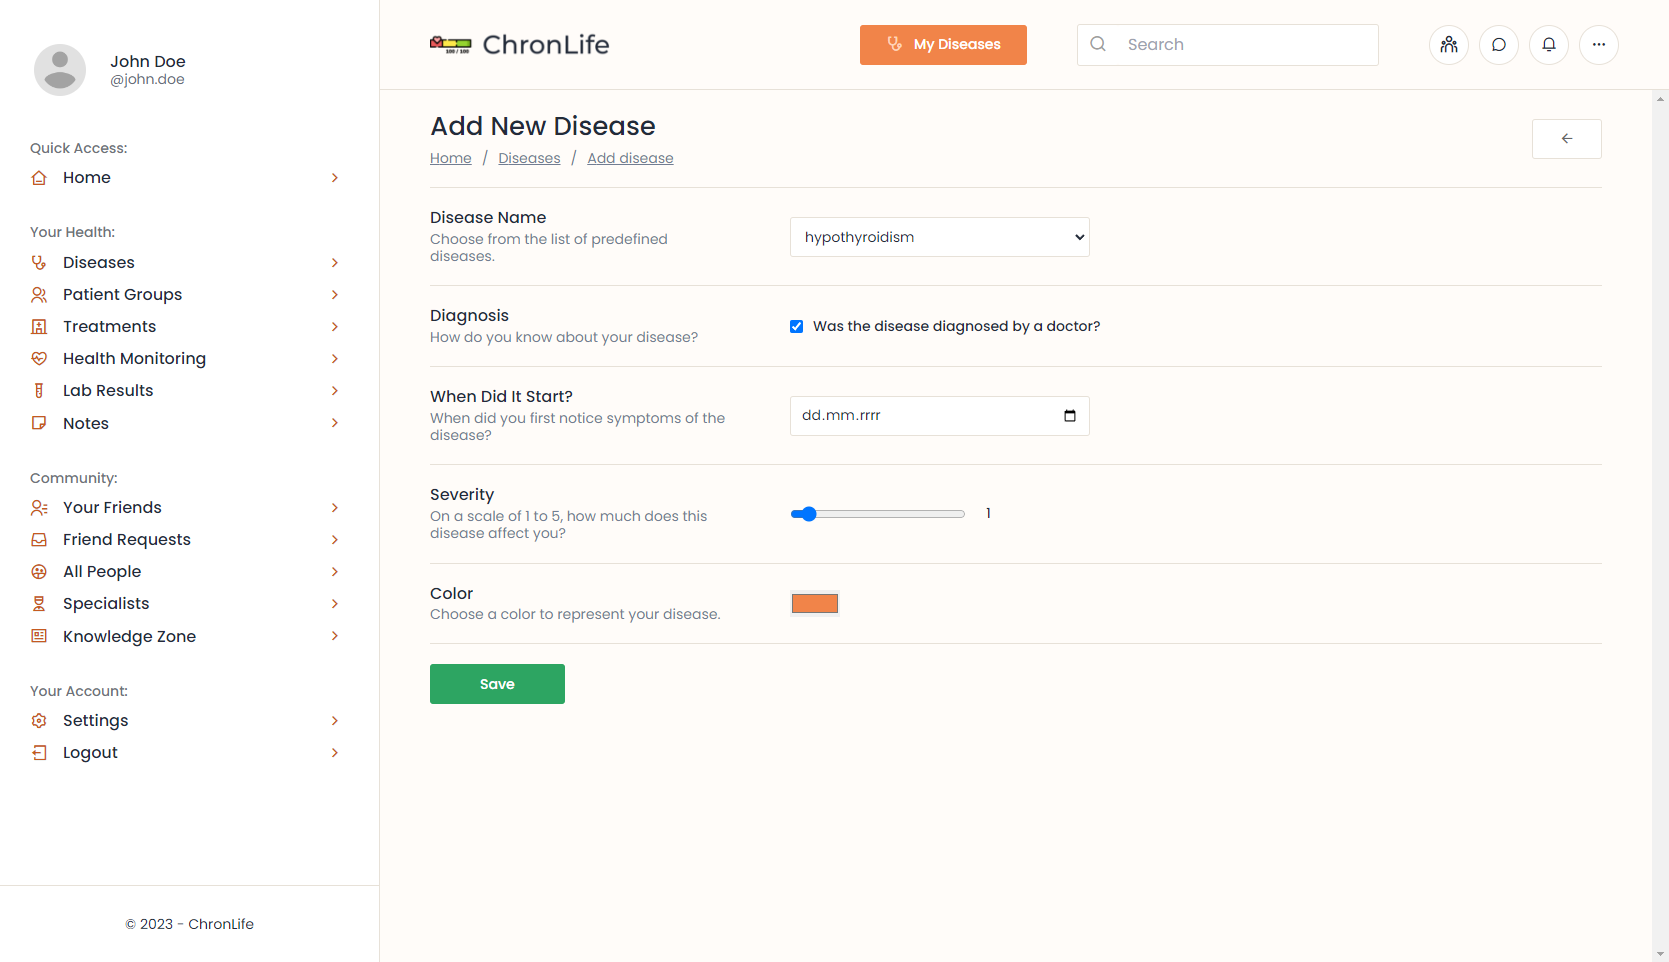 John Doe
@john.doe
Quick Access:
Home
Your Health:
Diseases
Patient Groups
Treatments
Health Monitoring
Lab Results
Notes
Community:
Your Friends
Friend Requests
All People
Specialists
Knowledge Zone
Your Account:
Settings
Logout
© 2023 - ChronLife
100 / 100
ChronLife
My Diseases
Search
Add New Disease
Home / Diseases / Add disease
Disease Name
Choose from the list of predefined
diseases.
hypothyroidism
Diagnosis
How do you know about your disease?
Was the disease diagnosed by a doctor?
When Did It Start?
When did you first notice symptoms of the
disease?
dd.mm.rrrr
Severity
On a scale of 1 to 5, how much does this
disease affect you?
1
Color
Choose a color to represent your disease.
Save